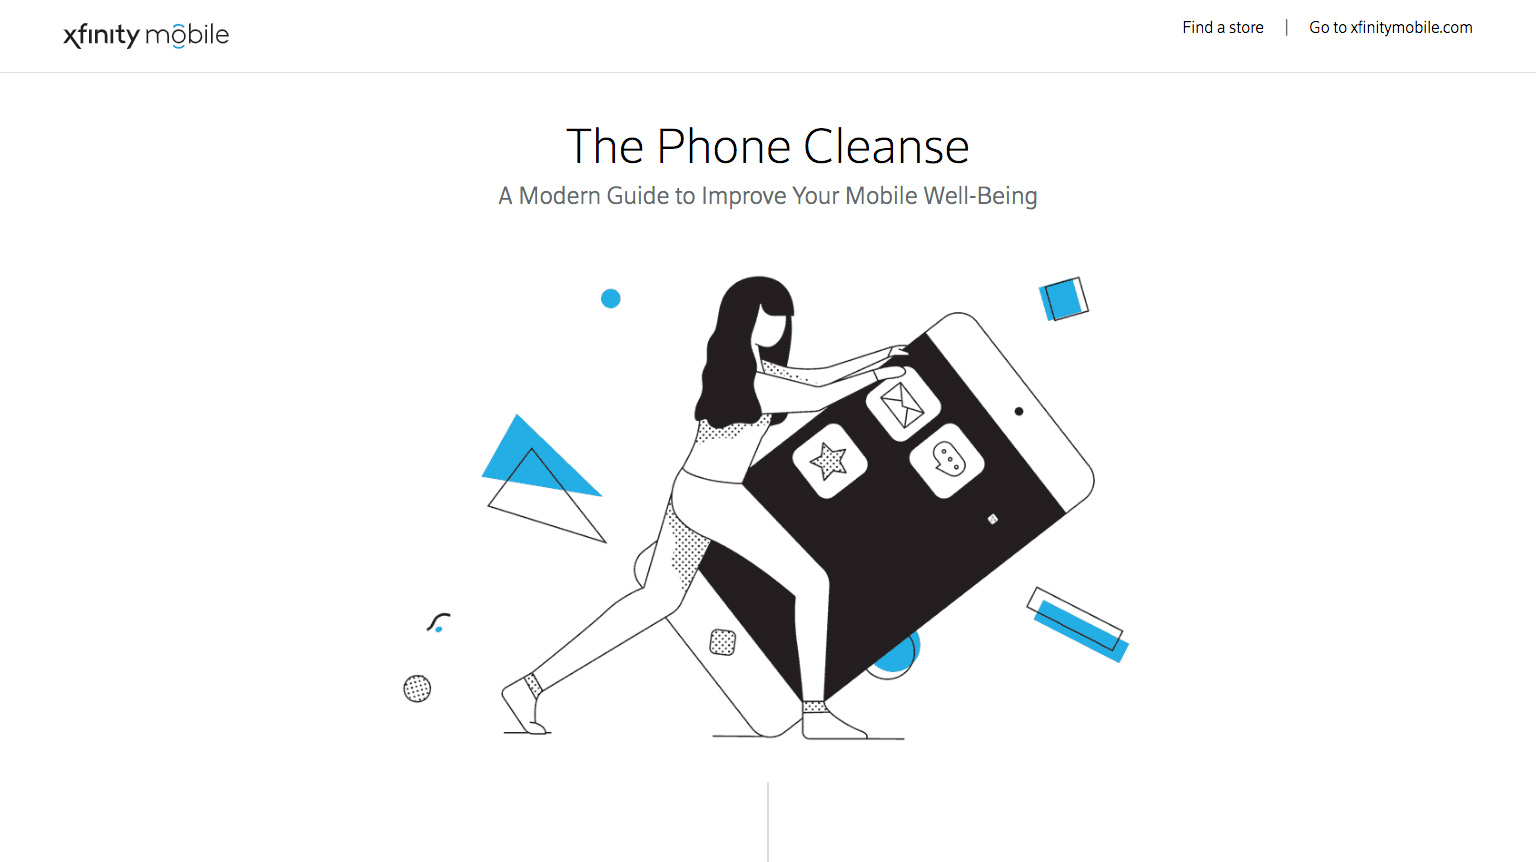 xfinity mobile
Find a store | Go to xfinitymobile.com
The Phone Cleanse
A Modern Guide to Improve Your Mobile Well-Being